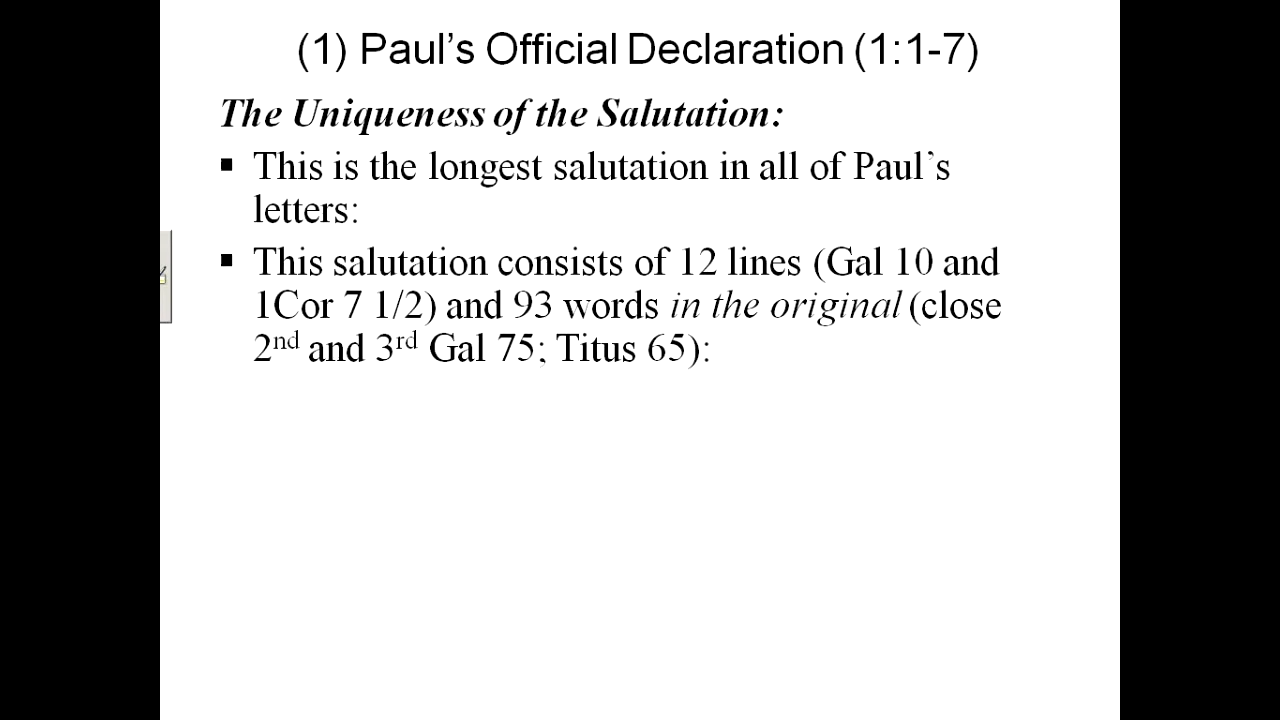 (1) Paul’s Official Declaration (1:1-7)
The Uniqueness of the Salutation:
▪ This is the longest salutation in all of Paul’s
letters:
▪ This salutation consists of 12 lines (Gal 10 and
1Cor 7 1/2) and 93 words in the original (close
2nd and 3rd Gal 75; Titus 65):